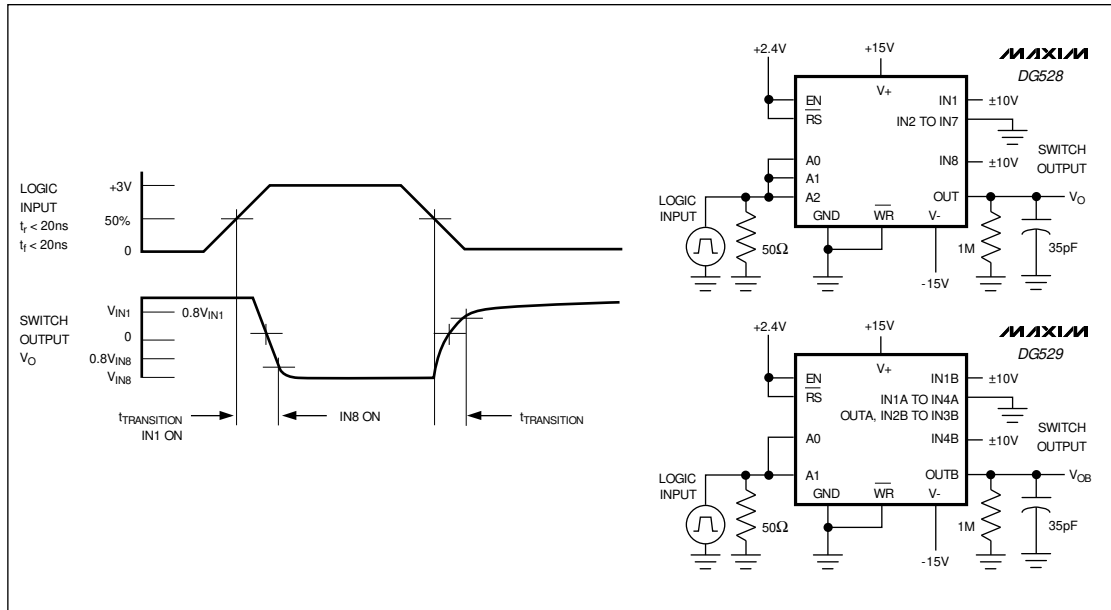 LOGIC
INPUT
tr < 20ns
tf < 20ns
+3V
50%
0
SWITCH
OUTPUT
VO
VIN1
0.8VIN1
0
0.8VIN8
VIN8
tTRANSITION
IN1 ON
IN8 ON
tTRANSITION
+2.4V
+15V
MAXIM
DG528
V+
EN
RS
IN1
±10V
IN2 TO IN7
IN8
±10V
SWITCH
OUTPUT
A0
A1
A2
OUT
VO
LOGIC
INPUT
50Ω
GND
WR
V-
-15V
1M
35pF
+2.4V
+15V
MAXIM
DG529
V+
EN
RS
IN1B
±10V
IN1A TO IN4A
OUTA, IN2B TO IN3B
IN4B
±10V
SWITCH
OUTPUT
A0
A1
OUTB
VOB
LOGIC
INPUT
50Ω
GND
WR
V-
-15V
1M
35pF